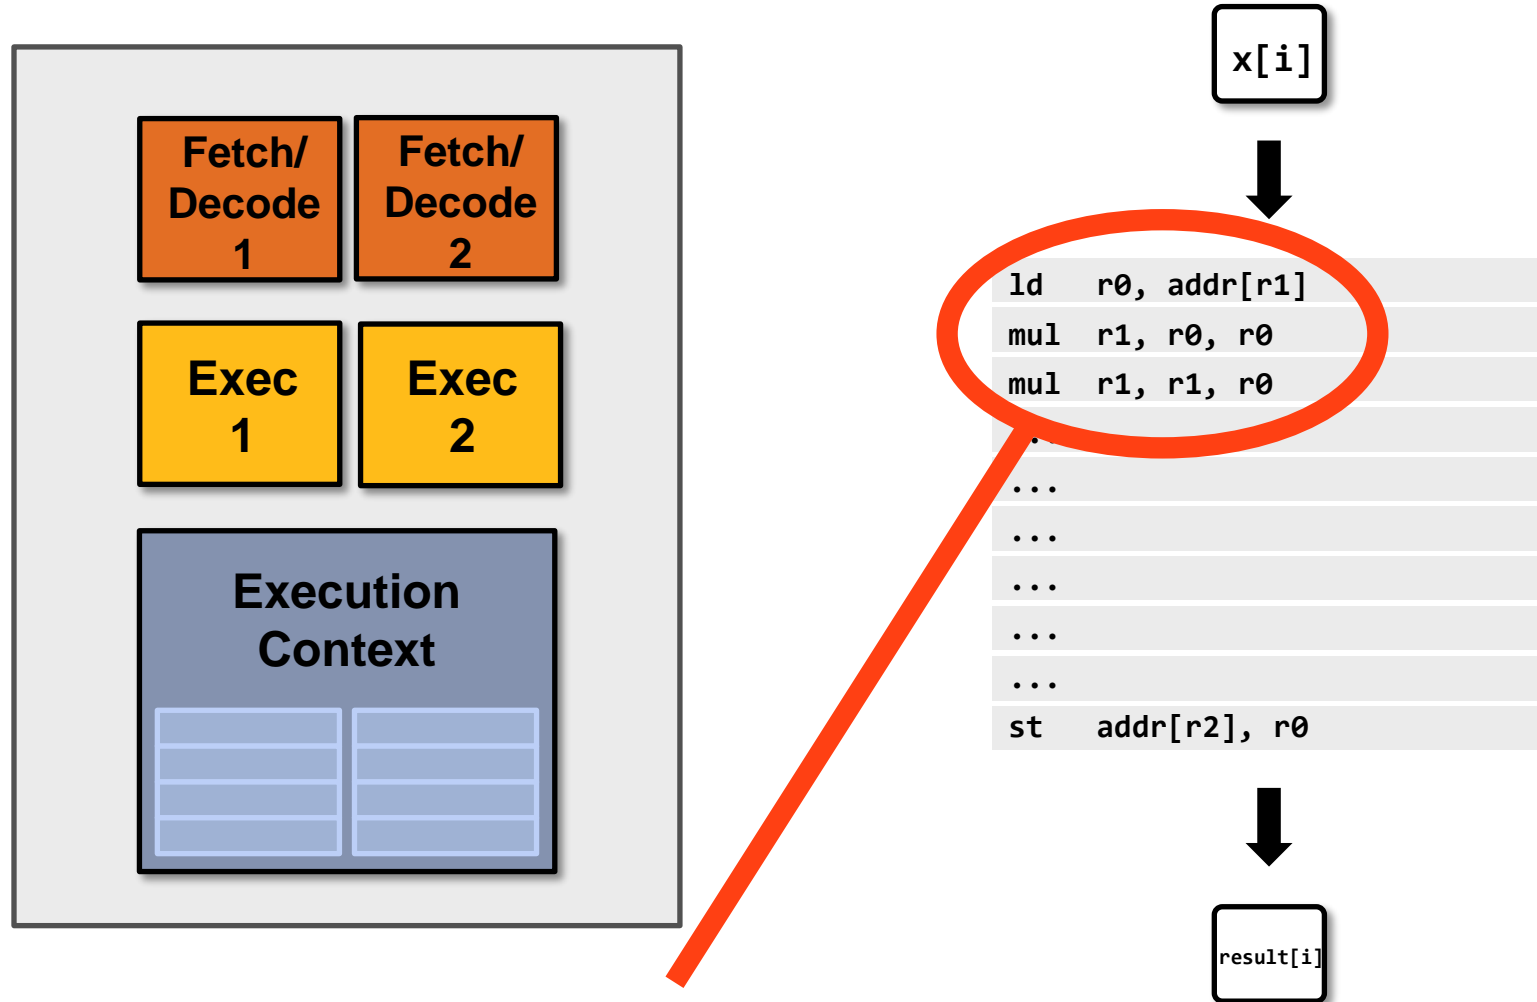 Fetch/
Decode
1
Fetch/
Decode
2
Exec
1
Exec
2
Execution
Context
x[i]
ld r0, addr[r1]
mul r1, r0, r0
mul r1, r1, r0
...
...
...
...
...
...
st addr[r2], r0
result[i]